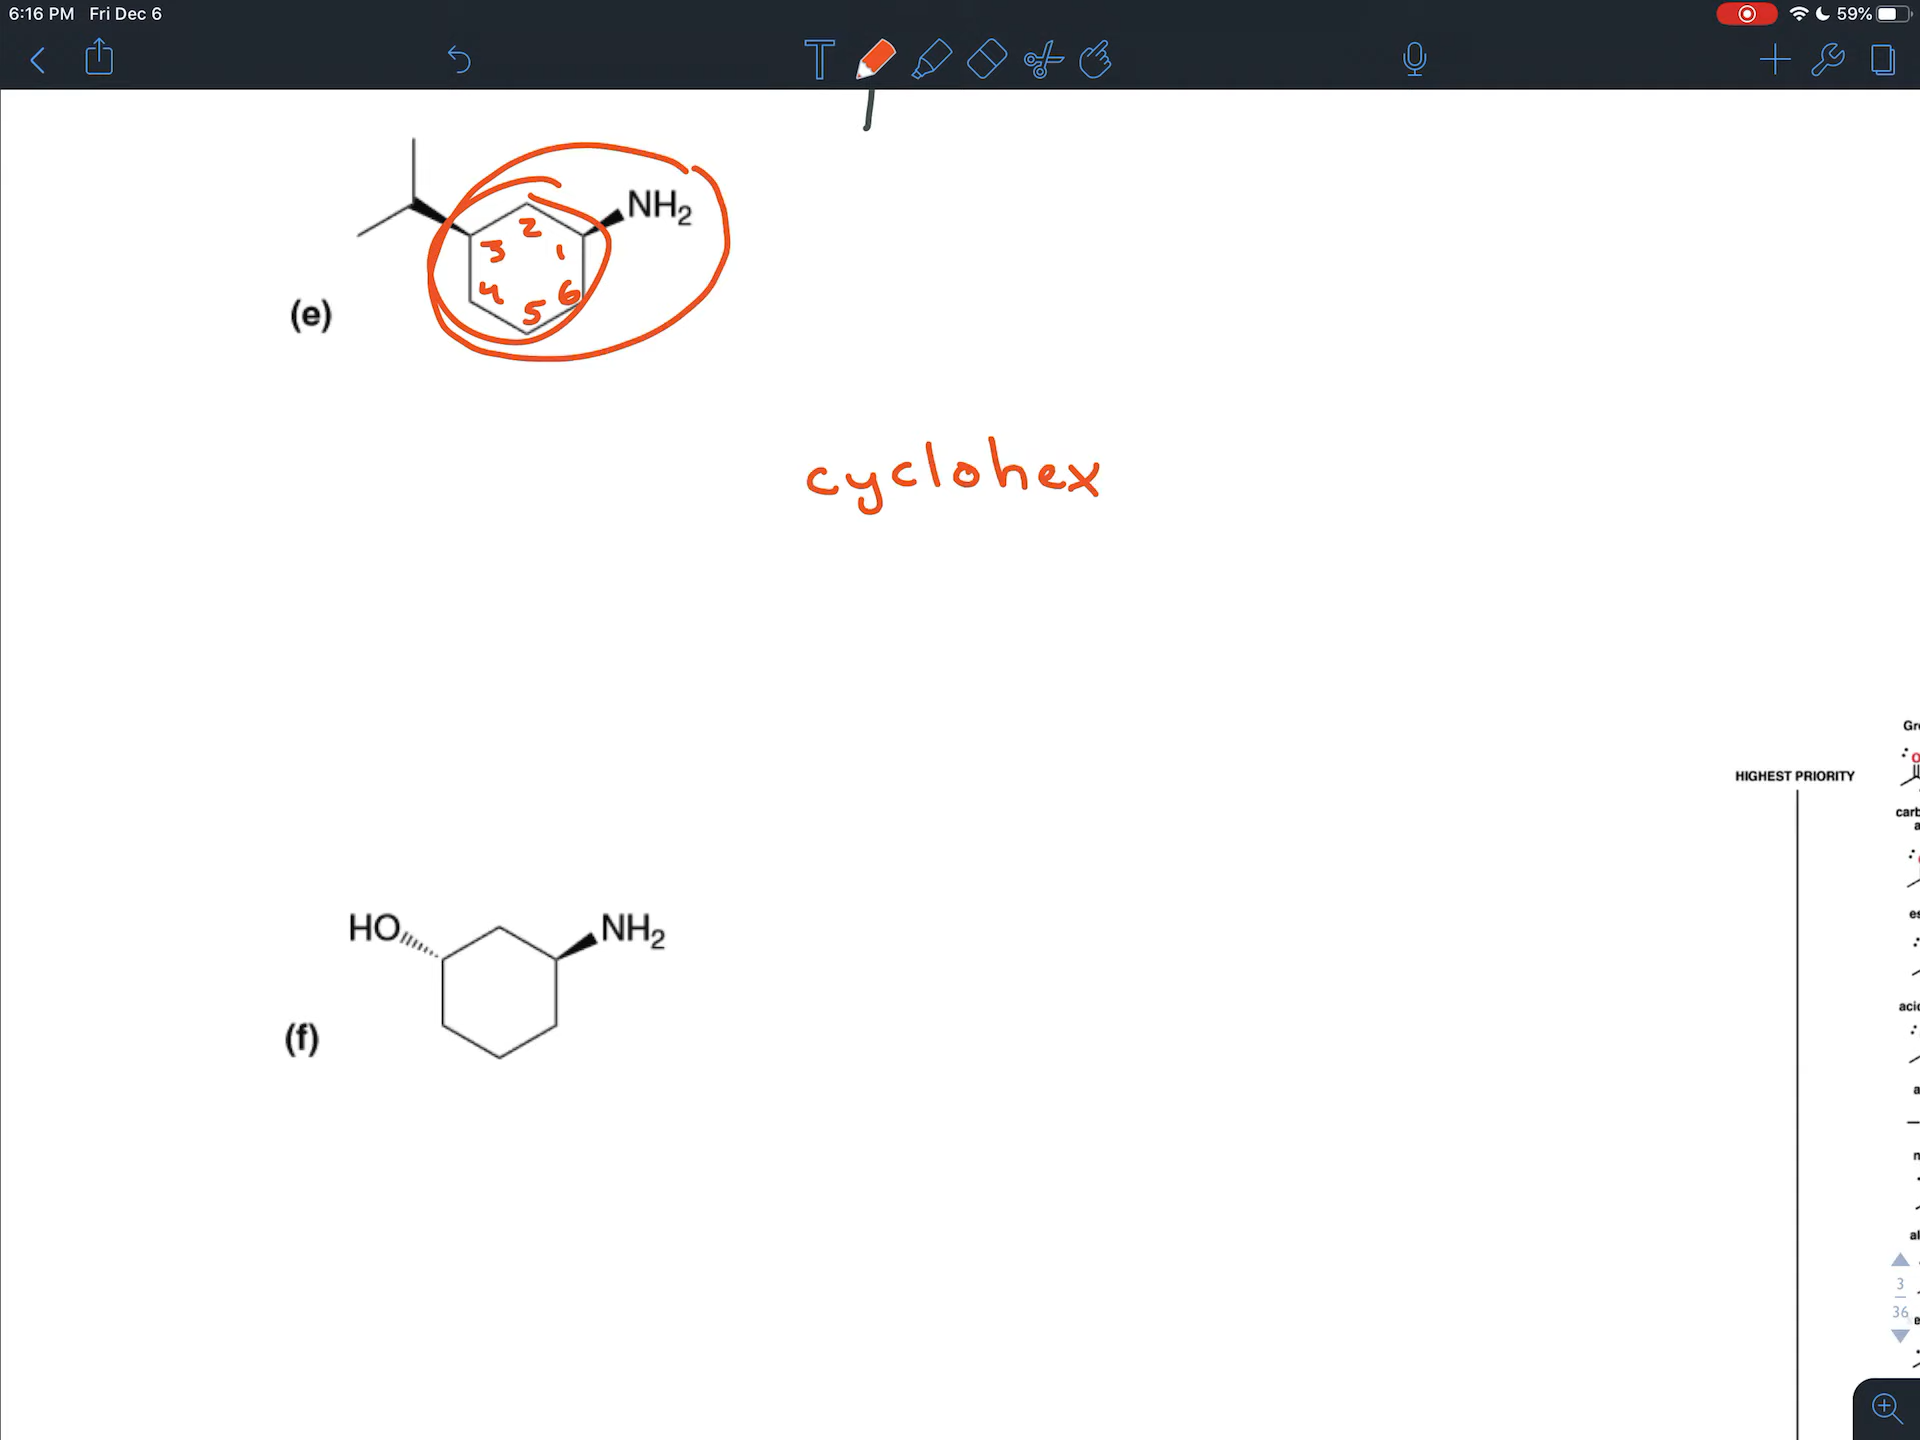 6:16 PM Fri Dec 6
59%
NH2
2
3
1
4
6
5
(e)
cyclohex
HIGHEST PRIORITY
HO
NH2
(f)
3
36